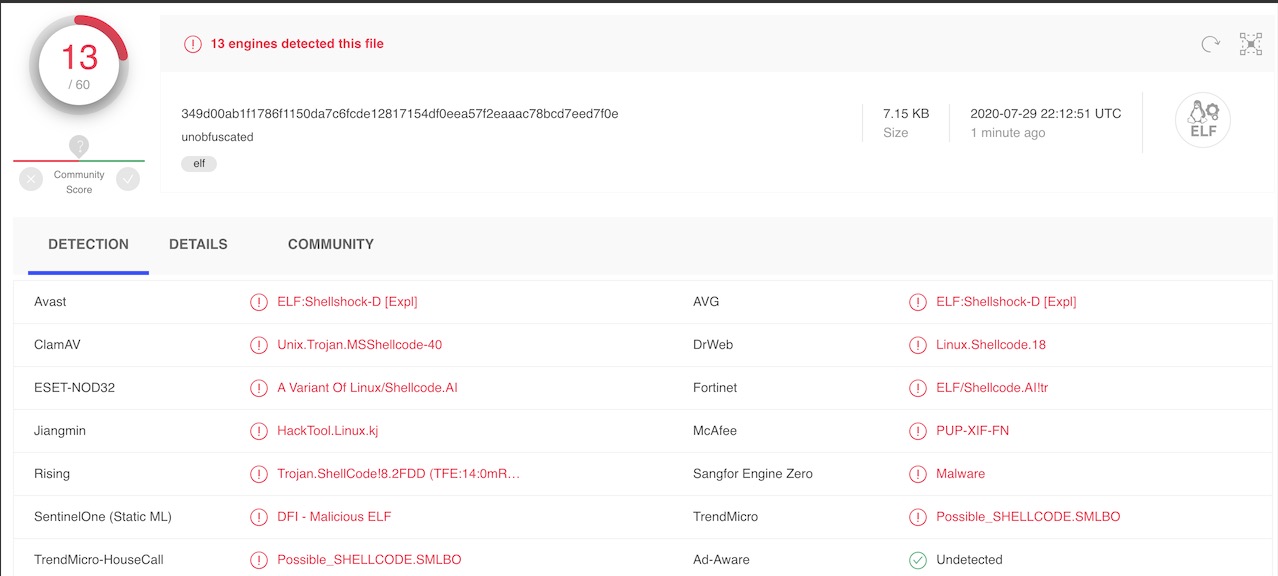 13
/ 60
Community
Score
13 engines detected this file
349d00ab1f1786f1150da7c6fcde12817154df0eea57f2eaaac78bcd7eed7f0e
unobfuscated
elf
7.15 KB
Size
2020-07-29 22:12:51 UTC
1 minute ago
ELF
DETECTION DETAILS COMMUNITY
Avast ELF:Shellshock-D [Expl] AVG ELF:Shellshock-D [Expl]
ClamAV Unix.Trojan.MSShellcode-40 DrWeb Linux.Shellcode.18
ESET-NOD32 A Variant Of Linux/Shellcode.AI Fortinet ELF/Shellcode.AI!tr
Jiangmin HackTool.Linux.kj McAfee PUP-XIF-FN
Rising Trojan.ShellCode!8.2FDD (TFE:14:0mR… Sangfor Engine Zero Malware
SentinelOne (Static ML) DFI - Malicious ELF TrendMicro Possible_SHELLCODE.SMLBO
TrendMicro-HouseCall Possible_SHELLCODE.SMLBO Ad-Aware Undetected